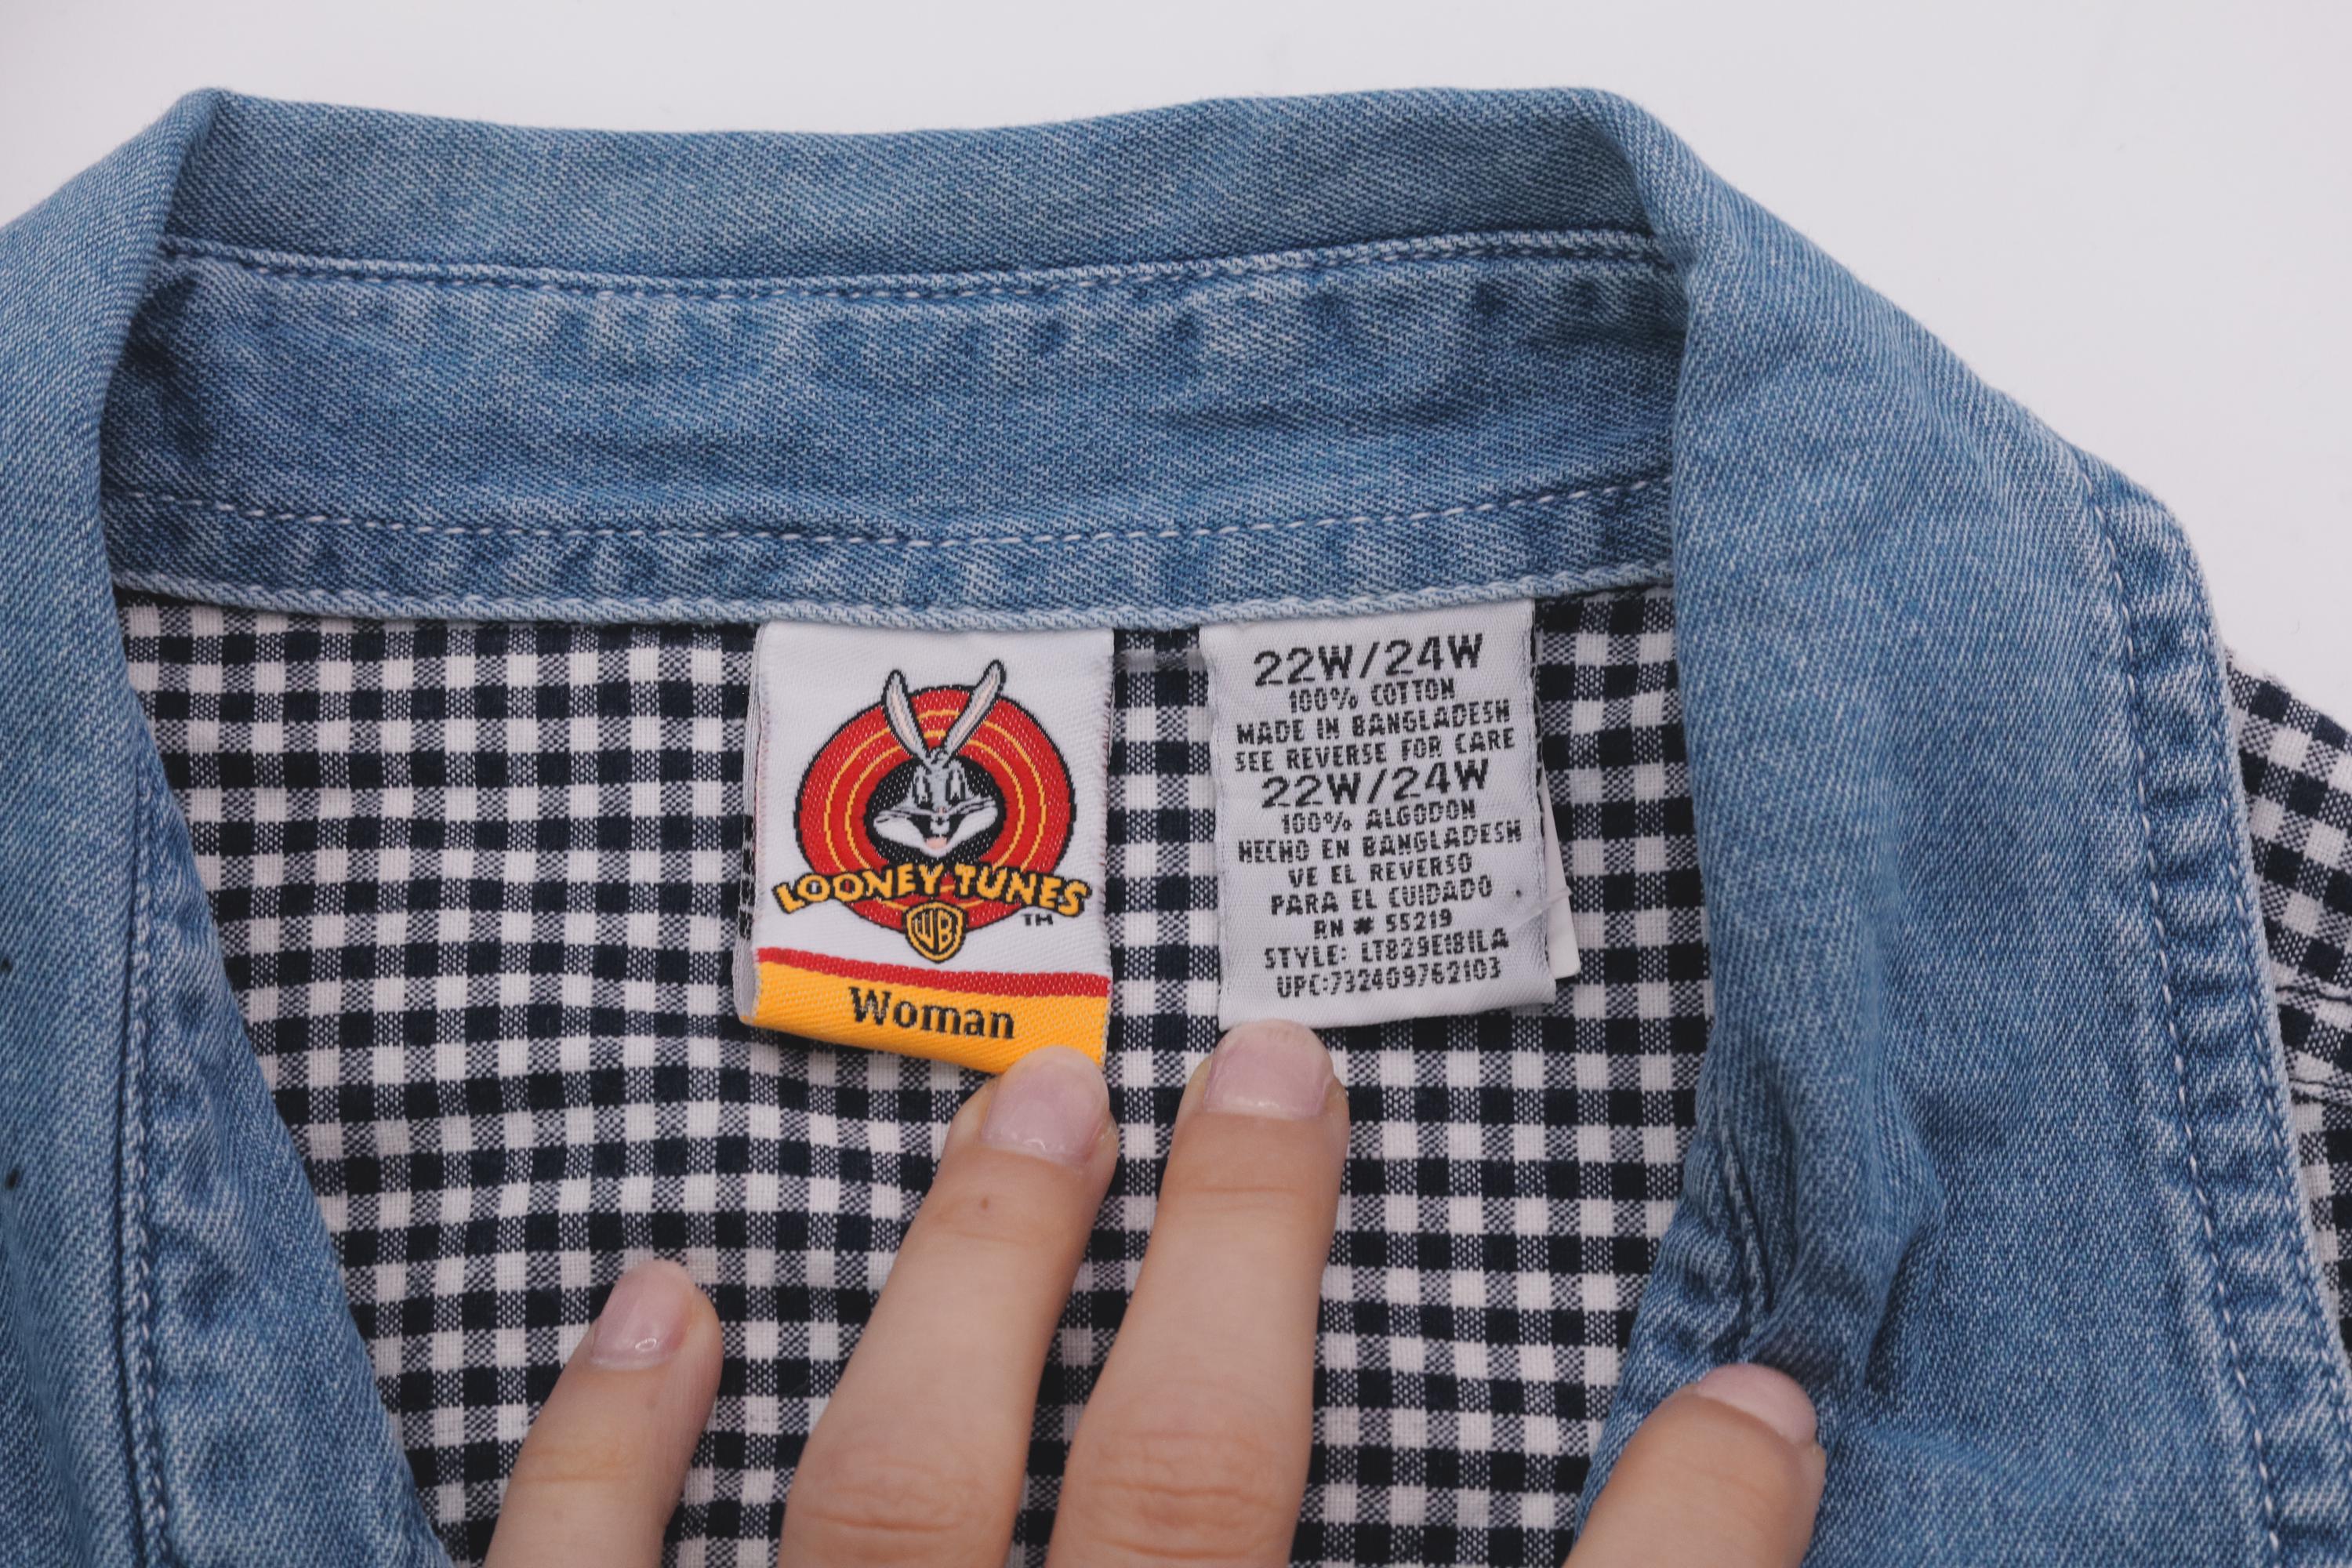 LOONEY TUNES
WB
TM
Woman
22W/24W
100% COTTON
MADE IN BANGLADESH
SEE REVERSE FOR CARE
22W/24W
100% ALGODON
HECHO EN BANGLADESH
VE EL REVERSO
PARA EL CUIDADO
RN # 55219
STYLE: LT829E181LA
UPC:732409762103